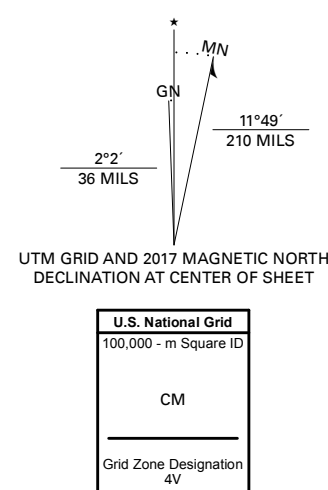 ★
MN
GN
11°49´
210 MILS
2°2´
36 MILS
UTM GRID AND 2017 MAGNETIC NORTH
DECLINATION AT CENTER OF SHEET
U.S. National Grid
100,000 - m Square ID
CM
Grid Zone Designation
4V